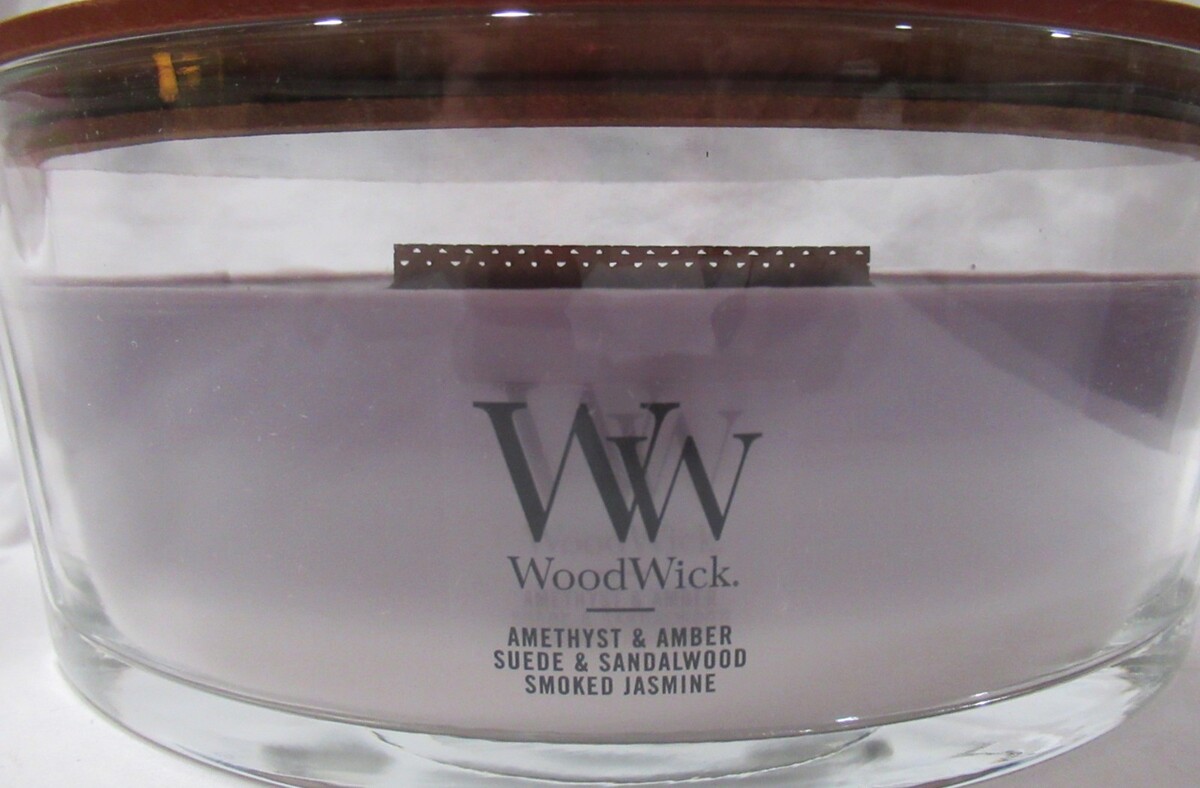 WW
WoodWick.
AMETHYST & AMBER
SUEDE & SANDALWOOD
SMOKED JASMINE